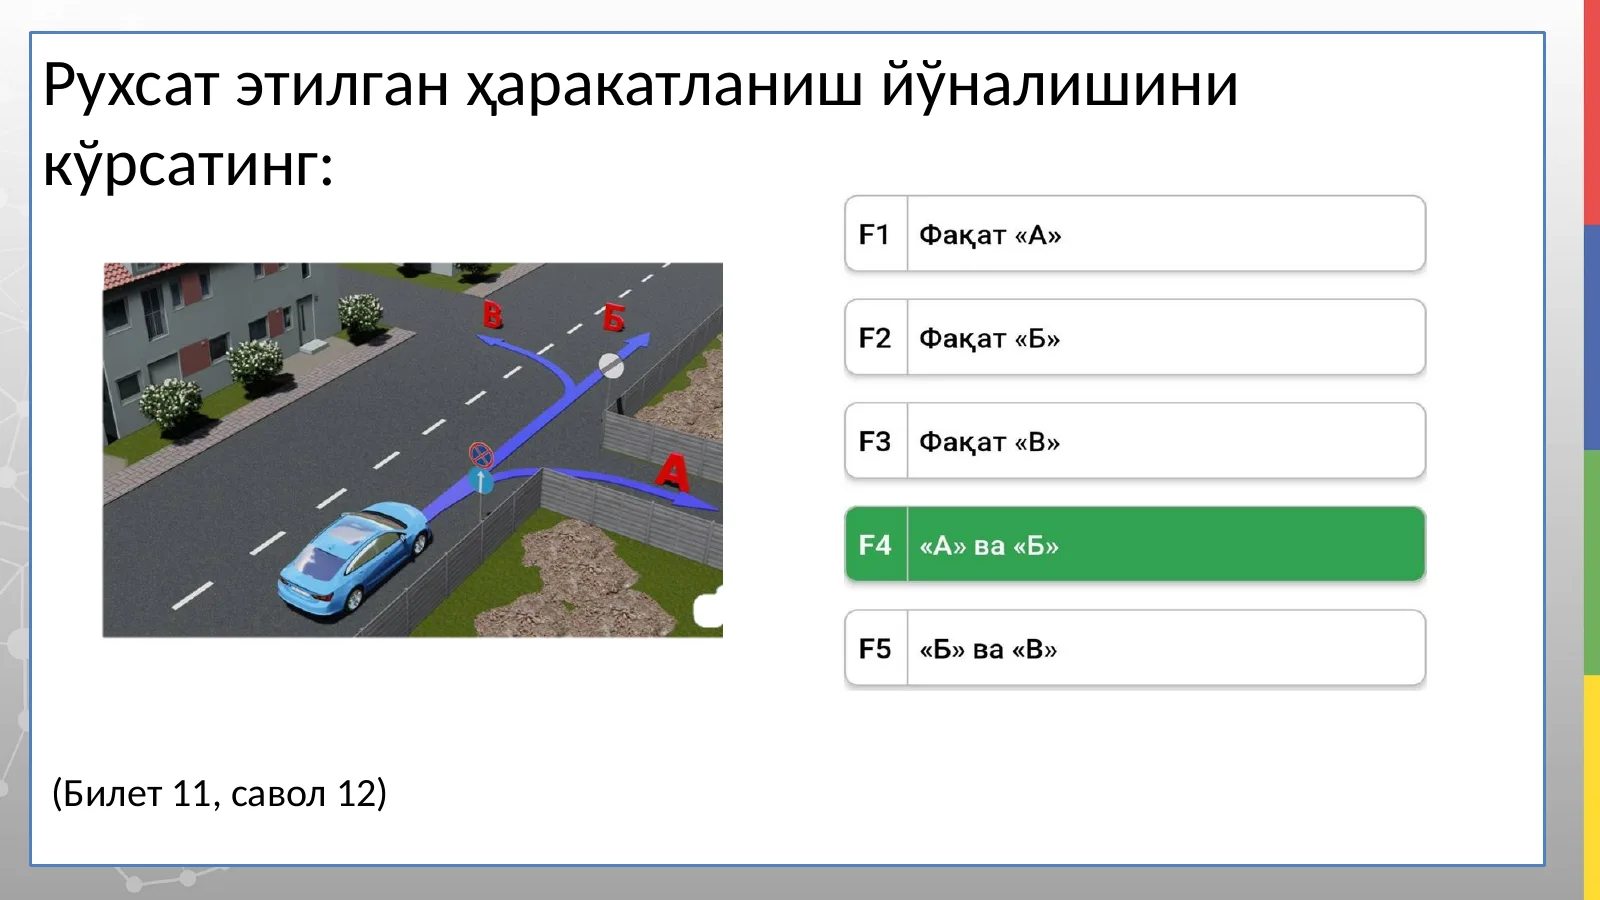 Рухсат этилган ҳаракатланиш йўналишини
кўрсатинг:
F1 Фақат «А»
F2 Фақат «Б»
F3 Фақат «В»
F4 «А» ва «Б»
F5 «Б» ва «В»
В
Б
А
(Билет 11, савол 12)